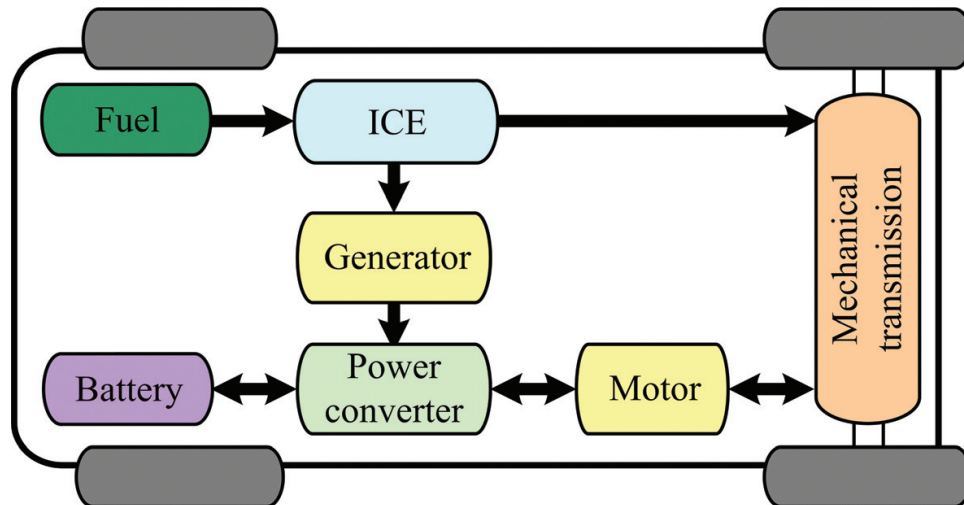 Fuel
ICE
Generator
Battery
Power
converter
Motor
Mechanical
transmission